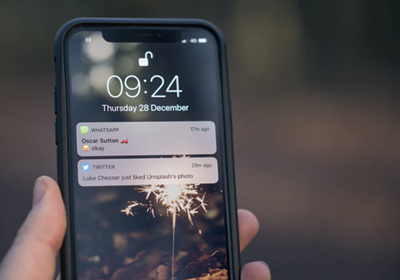 4G
09:24
Thursday 28 December
WHATSAPP 17m ago
Oscar Sutton
okay
TWITTER 29m ago
Luke Chesser just liked Unsplash's photo